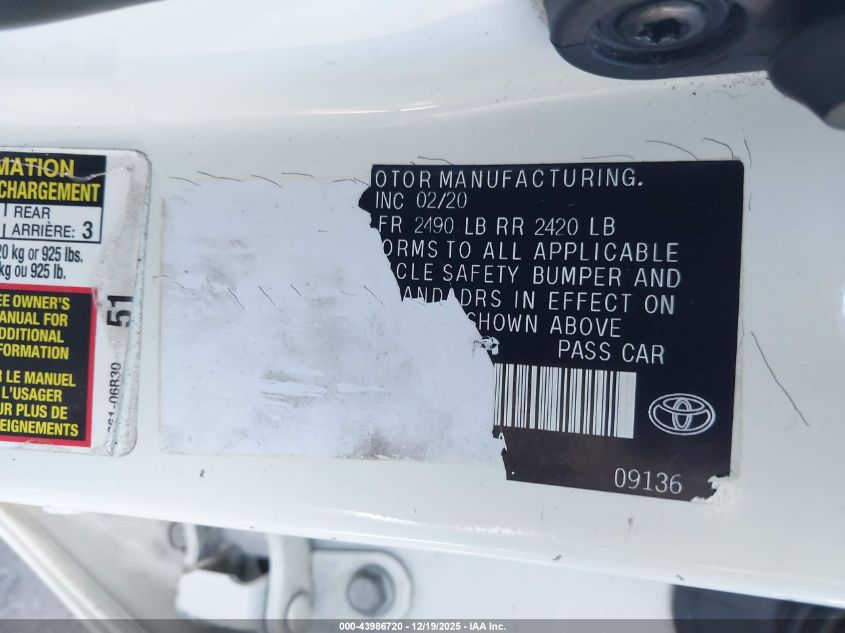 MATION
CHARGEMENT
REAR
ARRIÈRE: 3
20 kg or 925 lbs.
kg ou 925 lb.
EE OWNER'S
MANUAL FOR
ADDITIONAL
FORMATION
R LE MANUEL
L'USAGER
UR PLUS DE
SEIGNEMENTS
51
06R30
OTOR MANUFACTURING.
INC 02/20
FR 2490 LB RR 2420 LB
ORMS TO ALL APPLICABLE
CLE SAFETY BUMPER AND
ANDARDS IN EFFECT ON
SHOWN ABOVE
PASS CAR
09136
000-43986720 • 12/19/2025 - IAA Inc.